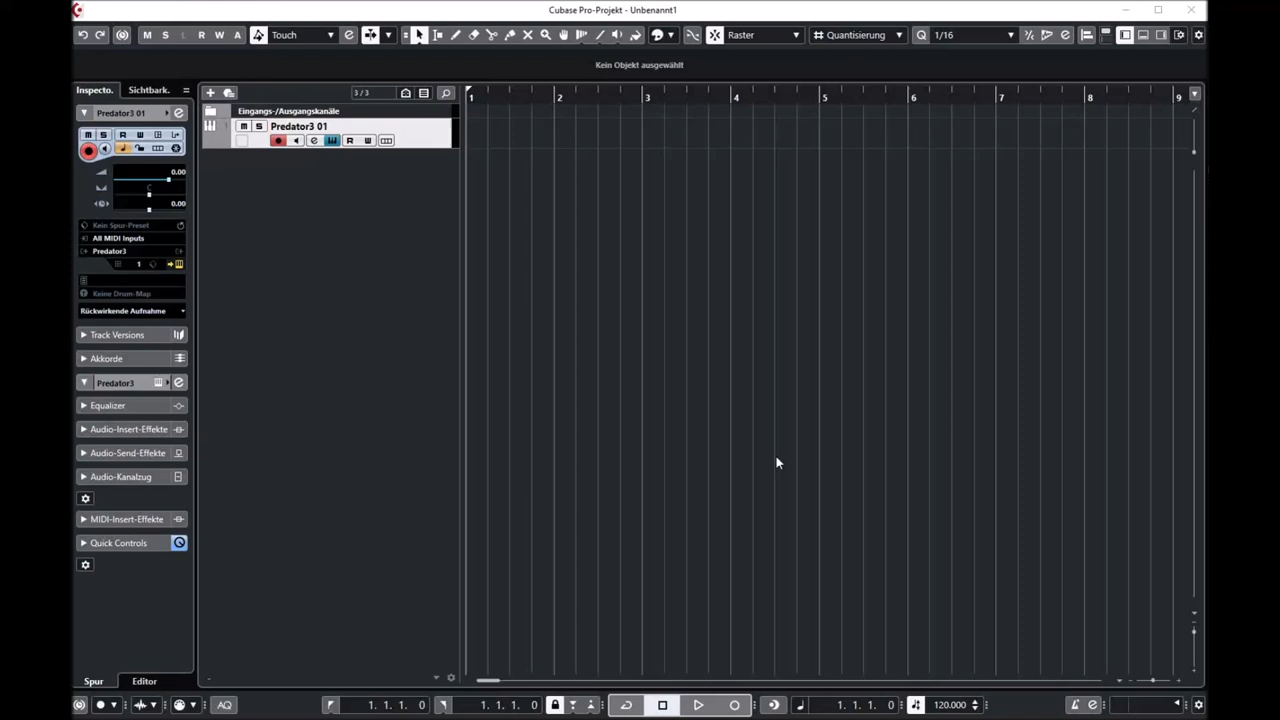 Cubase Pro-Projekt - Unbenannt1
M S L R W A Touch Raster Quantisierung 1/16
Kein Objekt ausgewählt
Inspecto. Sichtbark. 3/3 1 2 3 4 5 6 7 8 9
Predator3 01 Eingangs-/Ausgangskanäle
m S Predator3 01
m S R W R W
0.00
C
0.00
Kein Spur-Preset
All MIDI Inputs
Predator3
1
Keine Drum-Map
Rückwirkende Aufnahme
Track Versions
Akkorde
Predator3
Equalizer
Audio-Insert-Effekte
Audio-Send-Effekte
Audio-Kanalzug
MIDI-Insert-Effekte
Quick Controls
Spur Editor
AQ 1. 1. 1. 0 1. 1. 1. 0 1. 1. 1. 0 120.000